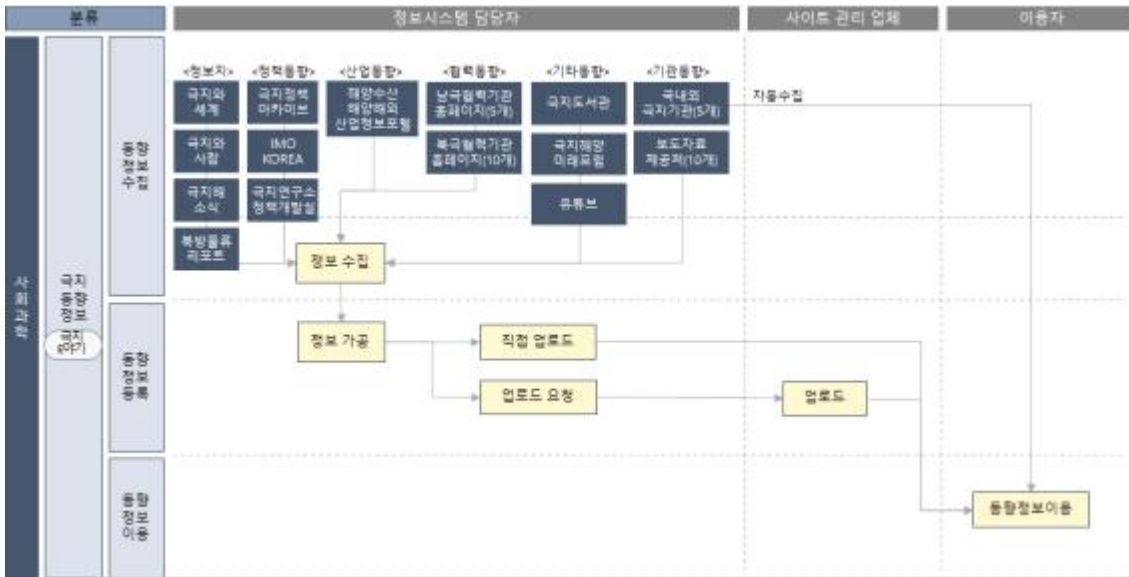 분류
정보시스템 담당자
사이트 관리 업체
이용자
사회과학
극지
동향
정보
극지
이야기
동향
정보
수집
<정보지>
<정책동향>
<산업동향>
<협력동향>
<기타동향>
<기관동향>
극지와
세계
극지와
사람
극지해
소식
북방물류
리포트
극지정책
아카이브
IMO
KOREA
극지연구소
정책개발실
해양수산
해양해외
산업정보포털
남극협력기관
홈페이지(5개)
북극협력기관
홈페이지(10개)
극지도서관
극지해양
미래포럼
유튜브
국내외
극지기관(5개)
보도자료
제공처(10개)
자동수집
정보 수집
동향
정보
등록
정보 가공
직접 업로드
업로드 요청
업로드
동향
정보
이용
동향정보이용